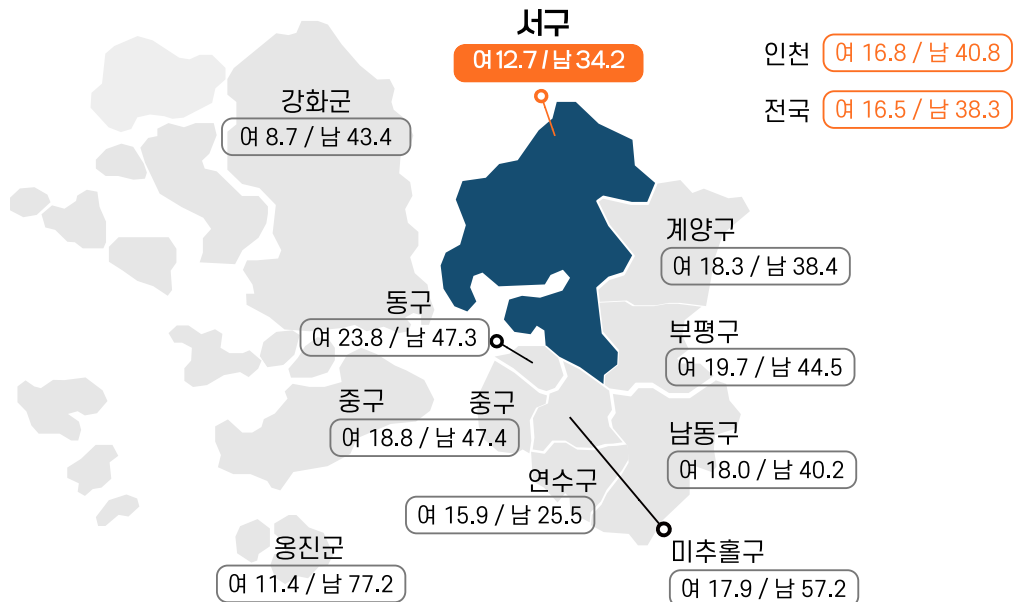 서구
여12.7/남34.2
인천 여 16.8 / 남 40.8
전국 여 16.5 / 남 38.3
강화군
여 8.7 / 남 43.4
계양구
여 18.3 / 남 38.4
동구
여 23.8 / 남 47.3
부평구
여 19.7 / 남 44.5
중구 중구
여 18.8 / 남 47.4
남동구
여 18.0 / 남 40.2
연수구
여 15.9 / 남 25.5
옹진군
여 11.4 / 남 77.2
미추홀구
여 17.9 / 남 57.2